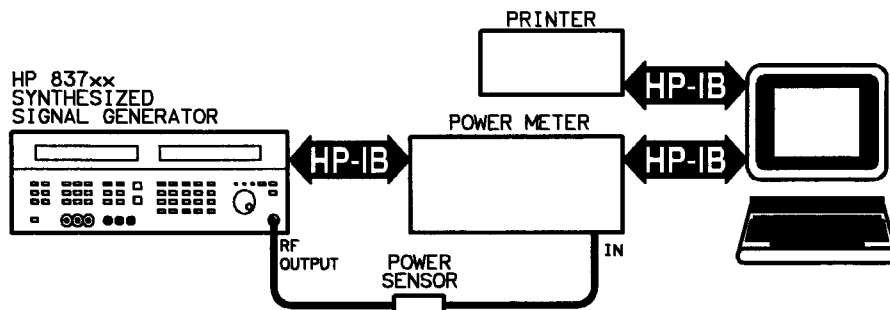 PRINTER
HP-IB
HP 837xx
SYNTHESIZED
SIGNAL GENERATOR
POWER METER
HP-IB
HP-IB
RF
OUTPUT
POWER
SENSOR
IN